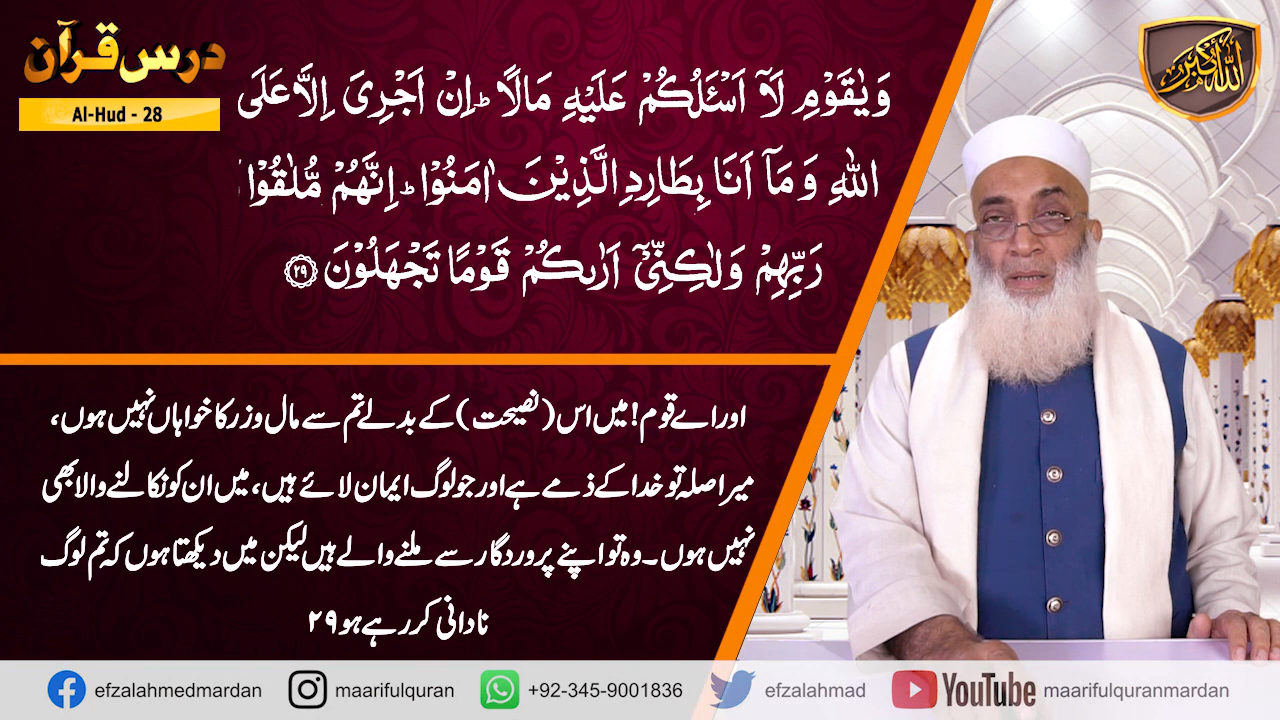 درس قرآن
Al-Hud - 28
اللہ اکبر
وَيٰقَوْمِ لَآ اَسْـَٔلُكُمْ عَلَيْهِ مَالًا ؕ اِنْ اَجْرِىَ اِلَّا عَلَى
اللّٰهِ وَمَآ اَنَا بِطَارِدِ الَّذِيْنَ اٰمَنُوْا ؕ اِنَّهُمْ مُّلٰقُوْا
رَبِّهِمْ وَلٰكِنِّىْٓ اَرٰىكُمْ قَوْمًا تَجْهَلُوْنَ ﴿۲۹﴾
اور اے قوم! میں اس (نصیحت) کے بدلے تم سے مال وزر کا خواہاں نہیں ہوں،
میرا صلہ تو خدا کے ذمے ہے اور جو لوگ ایمان لائے ہیں، میں ان کو نکالنے والا بھی
نہیں ہوں۔ وہ تو اپنے پروردگار سے ملنے والے ہیں لیکن میں دیکھتا ہوں کہ تم لوگ
نادانی کر رہے ہو ۲۹
efzalahmedmardan maarifulquran +92-345-9001836 efzalahmad YouTube maarifulquranmardan